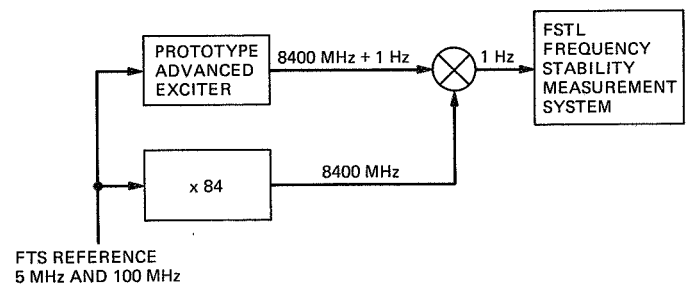 PROTOTYPE
ADVANCED
EXCITER
8400 MHz + 1 Hz
1 Hz
FSTL
FREQUENCY
STABILITY
MEASUREMENT
SYSTEM
x 84
8400 MHz
FTS REFERENCE
5 MHz AND 100 MHz